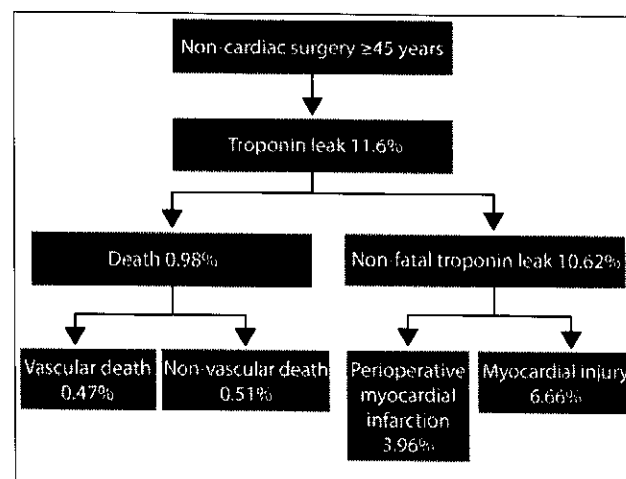 Non-cardiac surgery ≥45 years
Troponin leak 11.6%
Death 0.98%
Non-fatal troponin leak 10.62%
Vascular death
0.47%
Non-vascular death
0.51%
Perioperative
myocardial
infarction
3.96%
Myocardial injury
6.66%